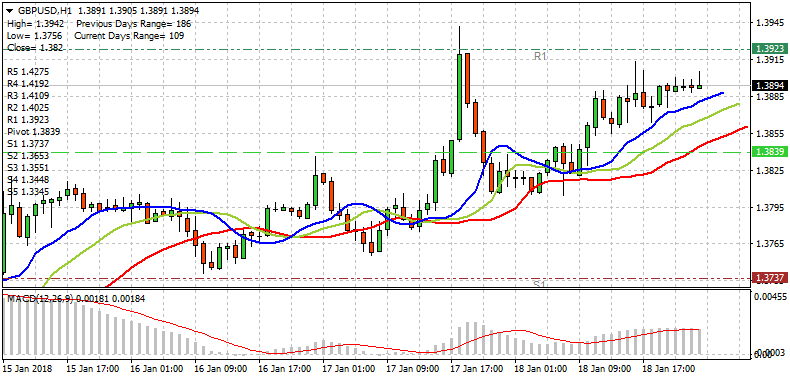 GBPUSD,H1 1.3891 1.3905 1.3891 1.3894
High= 1.3942 Previous Days Range= 186
Low= 1.3756 Current Days Range= 109
Close= 1.382
R5 1.4275
R4 1.4192
R3 1.4109
R2 1.4025
R1 1.3923
Pivot 1.3839
S1 1.3737
S2 1.3653
S3 1.3551
S4 1.3448
S5 1.3345
R1
S1
1.3945
1.3923
1.3915
1.3894
1.3885
1.3855
1.3839
1.3825
1.3795
1.3765
1.3737
MACD(12,26,9) 0.00181 0.00184
0.00455
15 Jan 2018
15 Jan 17:00
16 Jan 01:00
16 Jan 09:00
16 Jan 17:00
17 Jan 01:00
17 Jan 09:00
17 Jan 17:00
18 Jan 01:00
18 Jan 09:00
18 Jan 17:00